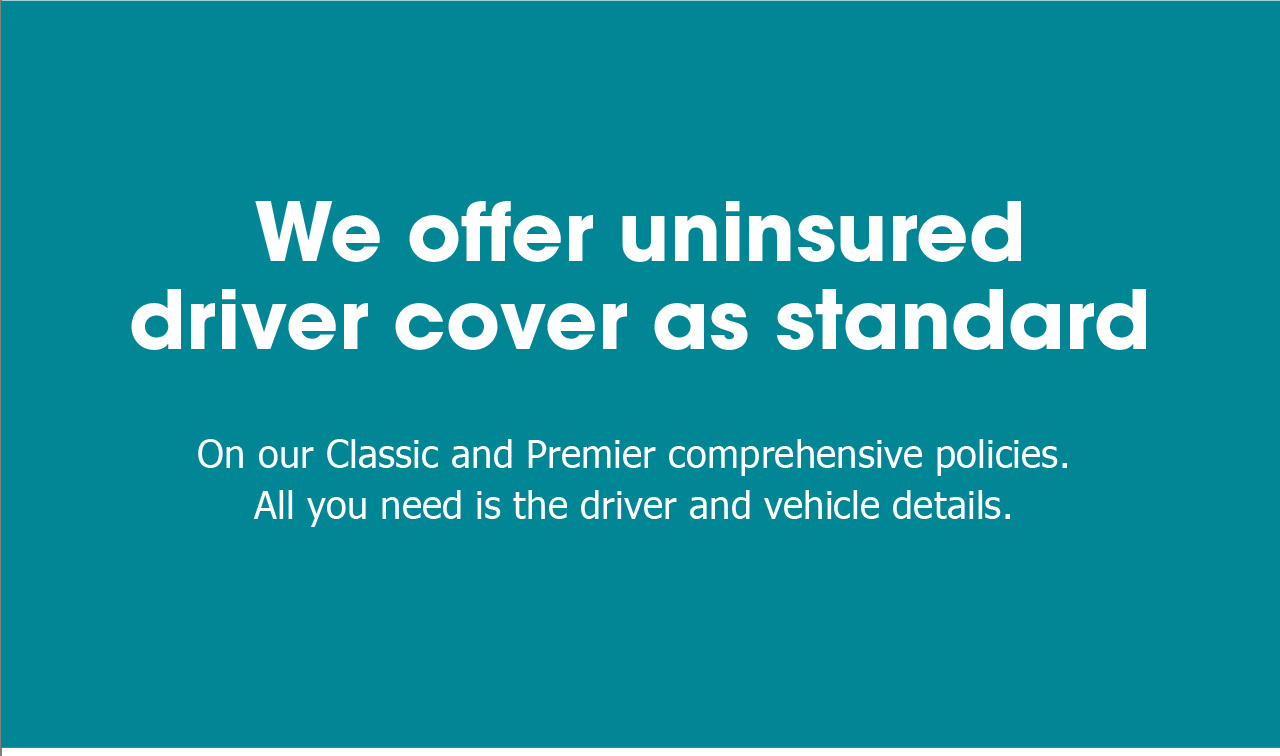 We offer uninsured
driver cover as standard
On our Classic and Premier comprehensive policies.
All you need is the driver and vehicle details.